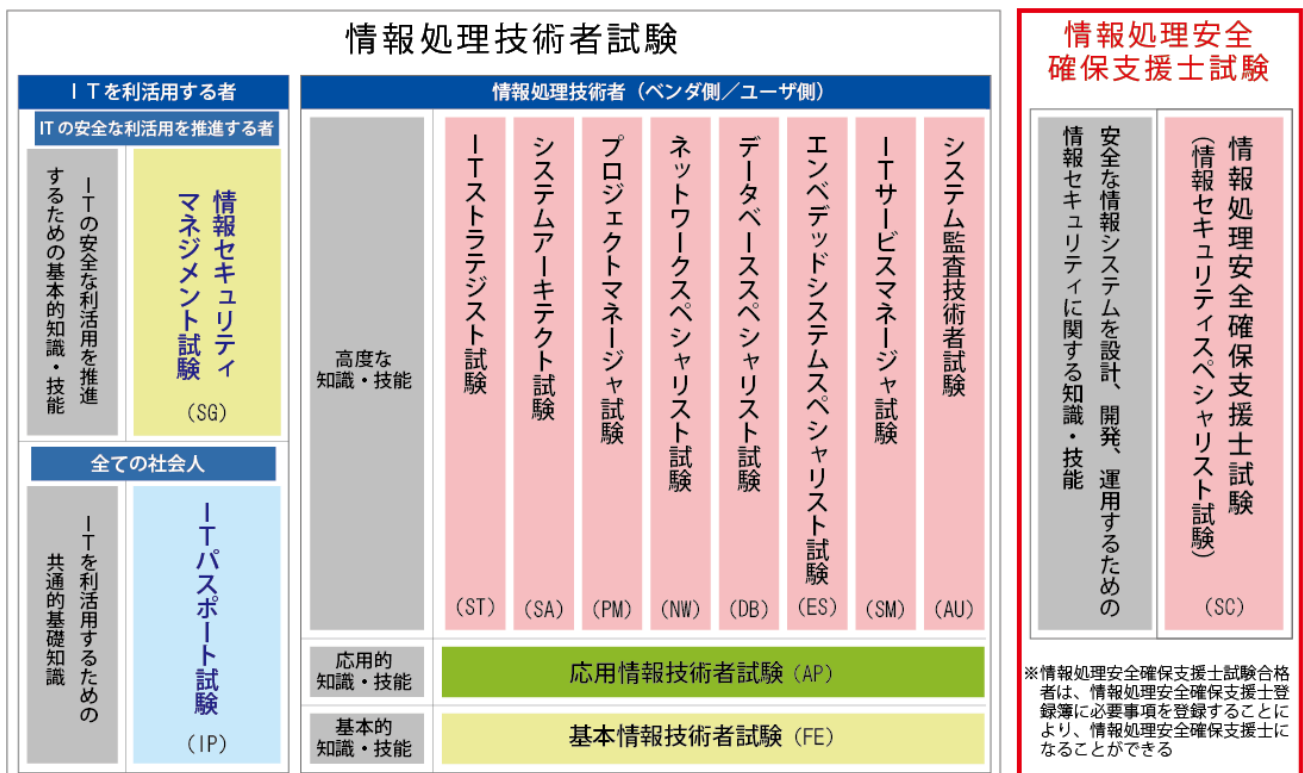 情報処理技術者試験
ITを利活用する者
ITの安全な利活用を推進する者
ITの安全な利活用を推進
するための基本的知識・技能
情報セキュリティ
マネジメント試験
(SG)
全ての社会人
ITを利活用するための
共通的基礎知識
ITパスポート試験
(IP)
情報処理技術者（ベンダ側／ユーザ側）
高度な
知識・技能
ITストラテジスト試験
(ST)
システムアーキテクト試験
(SA)
プロジェクトマネージャ試験
(PM)
ネットワークスペシャリスト試験
(NW)
データベーススペシャリスト試験
(DB)
エンベデッドシステムスペシャリスト試験
(ES)
ITサービスマネージャ試験
(SM)
システム監査技術者試験
(AU)
応用的
知識・技能
応用情報技術者試験(AP)
基本的
知識・技能
基本情報技術者試験(FE)
情報処理安全
確保支援士試験
安全な情報システムを設計、開発、運用するための
情報セキュリティに関する知識・技能
情報処理安全確保支援士試験
(情報セキュリティスペシャリスト試験)
(SC)
※情報処理安全確保支援士試験合格
者は、情報処理安全確保支援士登
録簿に必要事項を登録することに
より、情報処理安全確保支援士に
なることができる